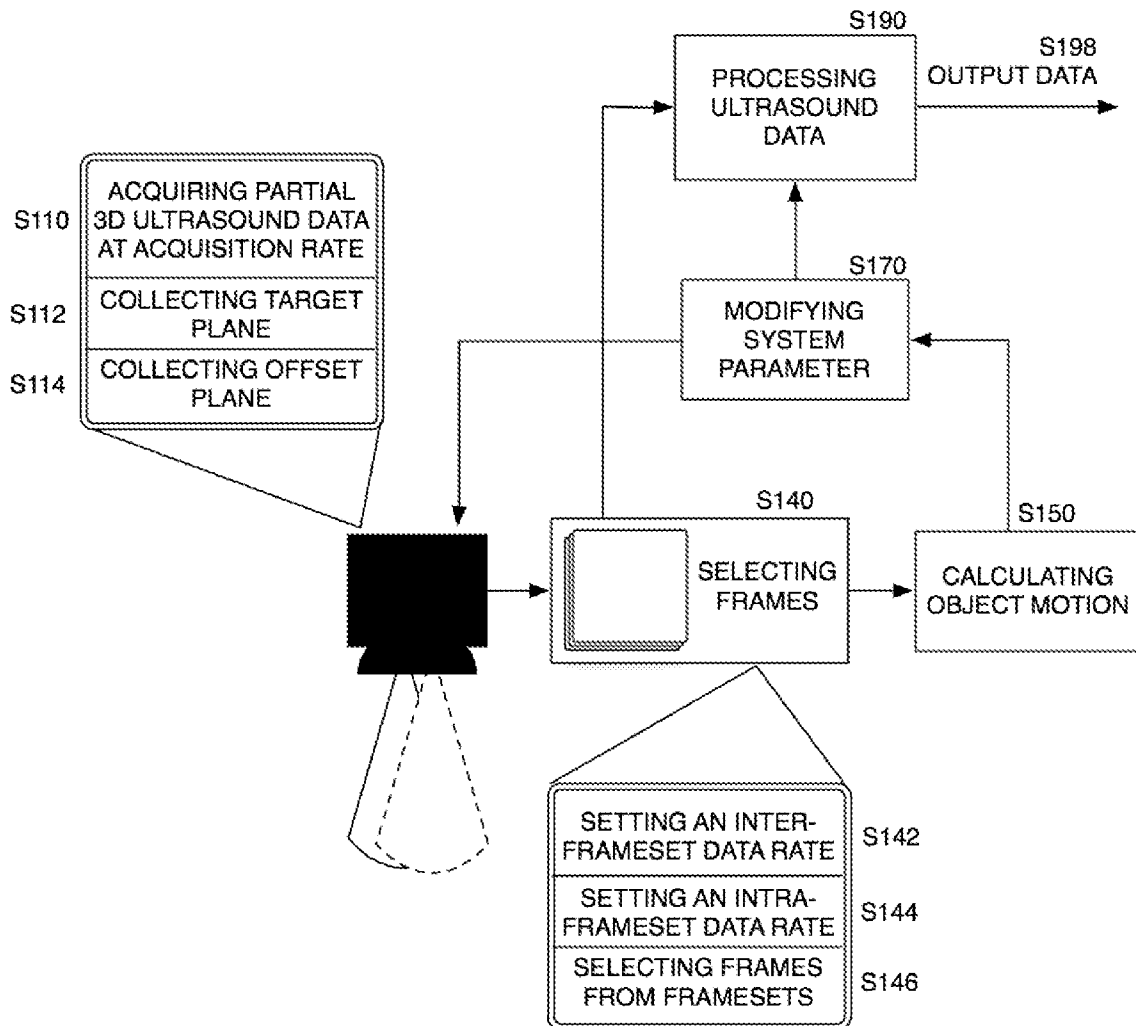 S190
PROCESSING
ULTRASOUND
DATA
S198
OUTPUT DATA
S110
ACQUIRING PARTIAL
3D ULTRASOUND DATA
AT ACQUISITION RATE
S112
COLLECTING TARGET
PLANE
S114
COLLECTING OFFSET
PLANE
S170
MODIFYING
SYSTEM
PARAMETER
S140
SELECTING
FRAMES
S150
CALCULATING
OBJECT MOTION
SETTING AN INTER-
FRAMESET DATA RATE
S142
SETTING AN INTRA-
FRAMESET DATA RATE
S144
SELECTING FRAMES
FROM FRAMESETS
S146